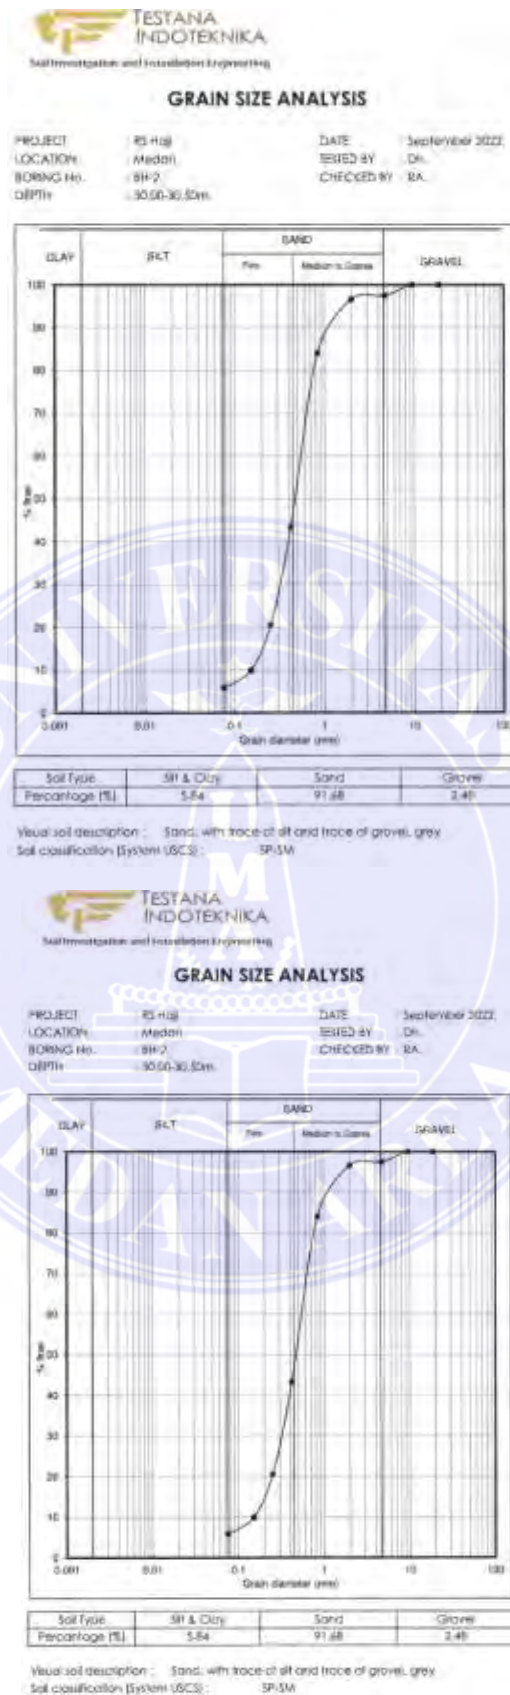 TESTANA
INDOTEKNIKA
Soil Investigation and Foundation Engineering
GRAIN SIZE ANALYSIS
PROJECT : RS Haji DATE : September 2022
LOCATION : Medan TESTED BY : Dh.
BORING No. : BH-2 CHECKED BY : RA.
DEPTH : 30.00-30.50m
SAND
CLAY SILT Fine Medium to Coarse GRAVEL
100
90
80
70
60
50
40
30
20
10
0
% finer
0.001 0.01 0.1 1 10 100
Grain diameter (mm)
Soil Type Silt & Clay Sand Gravel
Percentage (%) 5.84 91.68 2.48
Visual soil description : Sand, with trace of silt and trace of gravel, grey
Soil classification (System USCS) : SP-SM
TESTANA
INDOTEKNIKA
Soil Investigation and Foundation Engineering
GRAIN SIZE ANALYSIS
PROJECT : RS Haji DATE : September 2022
LOCATION : Medan TESTED BY : Dh.
BORING No. : BH-2 CHECKED BY : RA.
DEPTH : 30.00-30.50m
SAND
CLAY SILT Fine Medium to Coarse GRAVEL
100
90
80
70
60
50
40
30
20
10
0
% finer
0.001 0.01 0.1 1 10 100
Grain diameter (mm)
Soil Type Silt & Clay Sand Gravel
Percentage (%) 5.84 91.68 2.48
Visual soil description : Sand, with trace of silt and trace of gravel, grey
Soil classification (System USCS) : SP-SM
UNIVERSITAS
MEDAN AREA
UMA